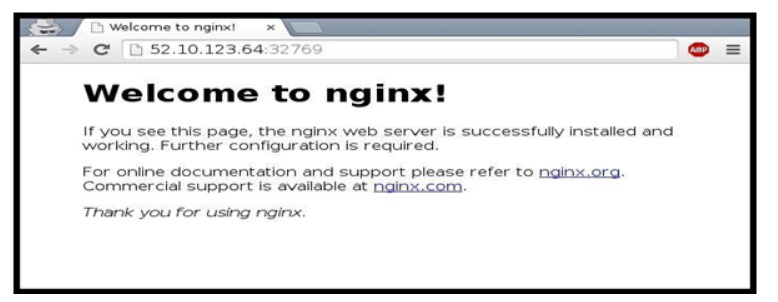 Welcome to nginx!
52.10.123.64:32769
ABP
Welcome to nginx!
If you see this page, the nginx web server is successfully installed and
working. Further configuration is required.
For online documentation and support please refer to nginx.org.
Commercial support is available at nginx.com.
Thank you for using nginx.